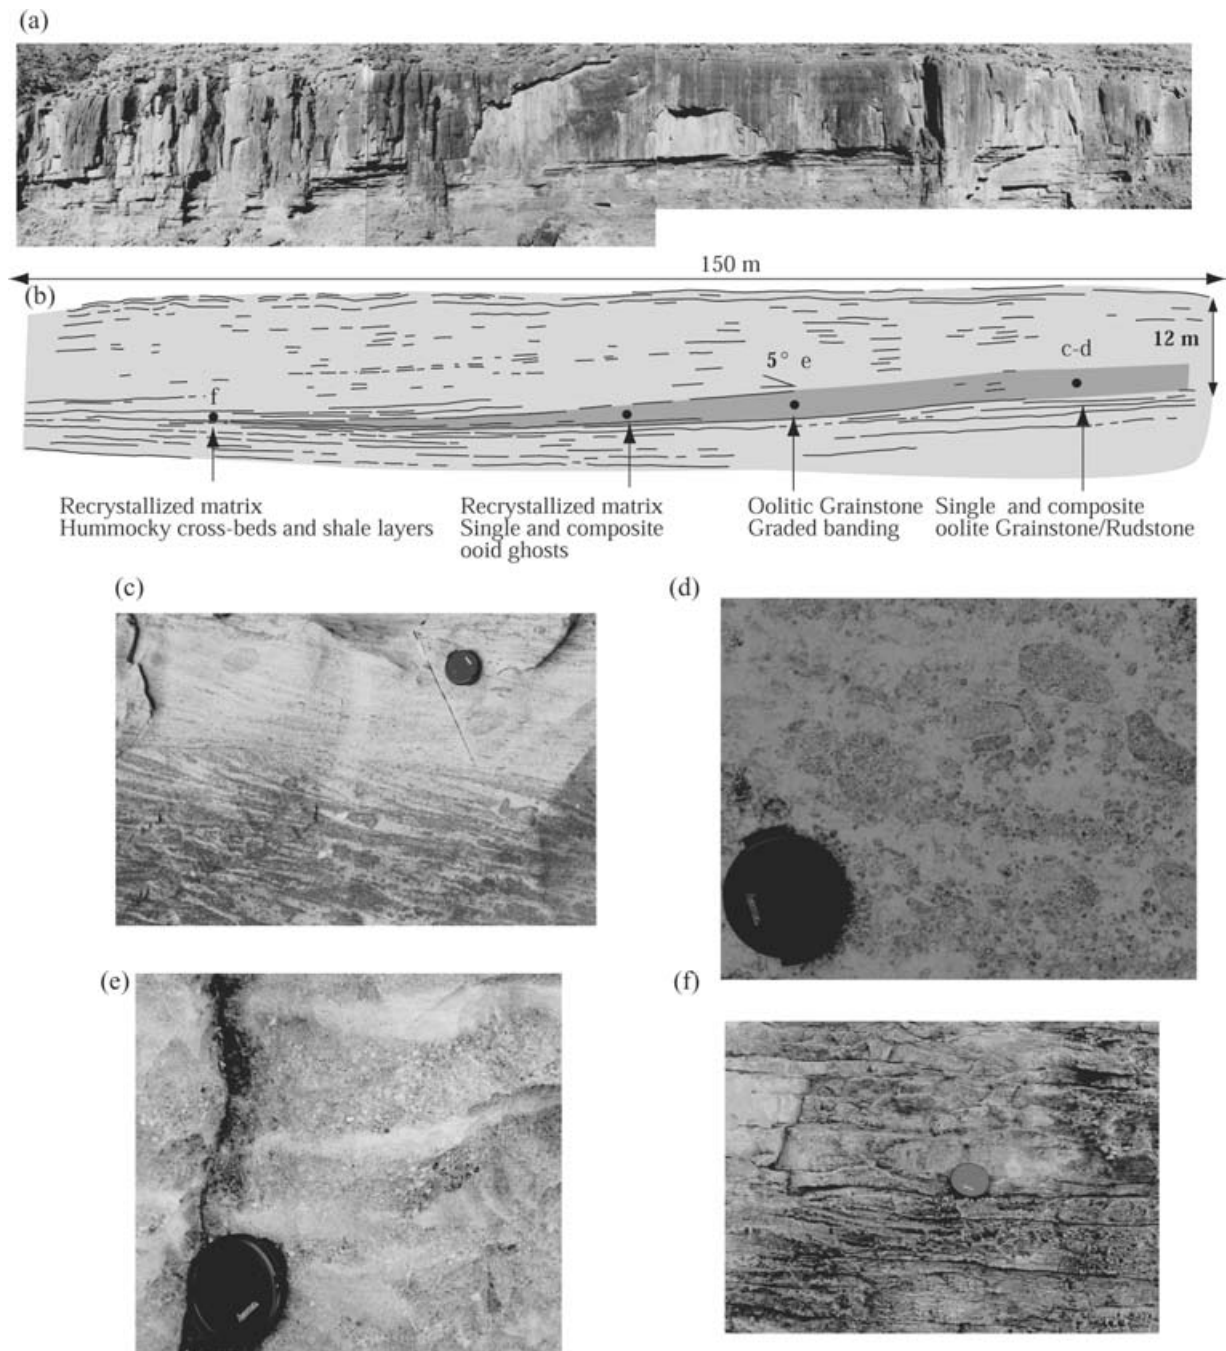 (a)
150 m
(b)
12 m
c-d
5° e
f
Recrystallized matrix
Hummocky cross-beds and shale layers
Recrystallized matrix
Single and composite
ooid ghosts
Oolitic Grainstone
Graded banding
Single and composite
oolite Grainstone/Rudstone
(c)
(d)
(e)
(f)